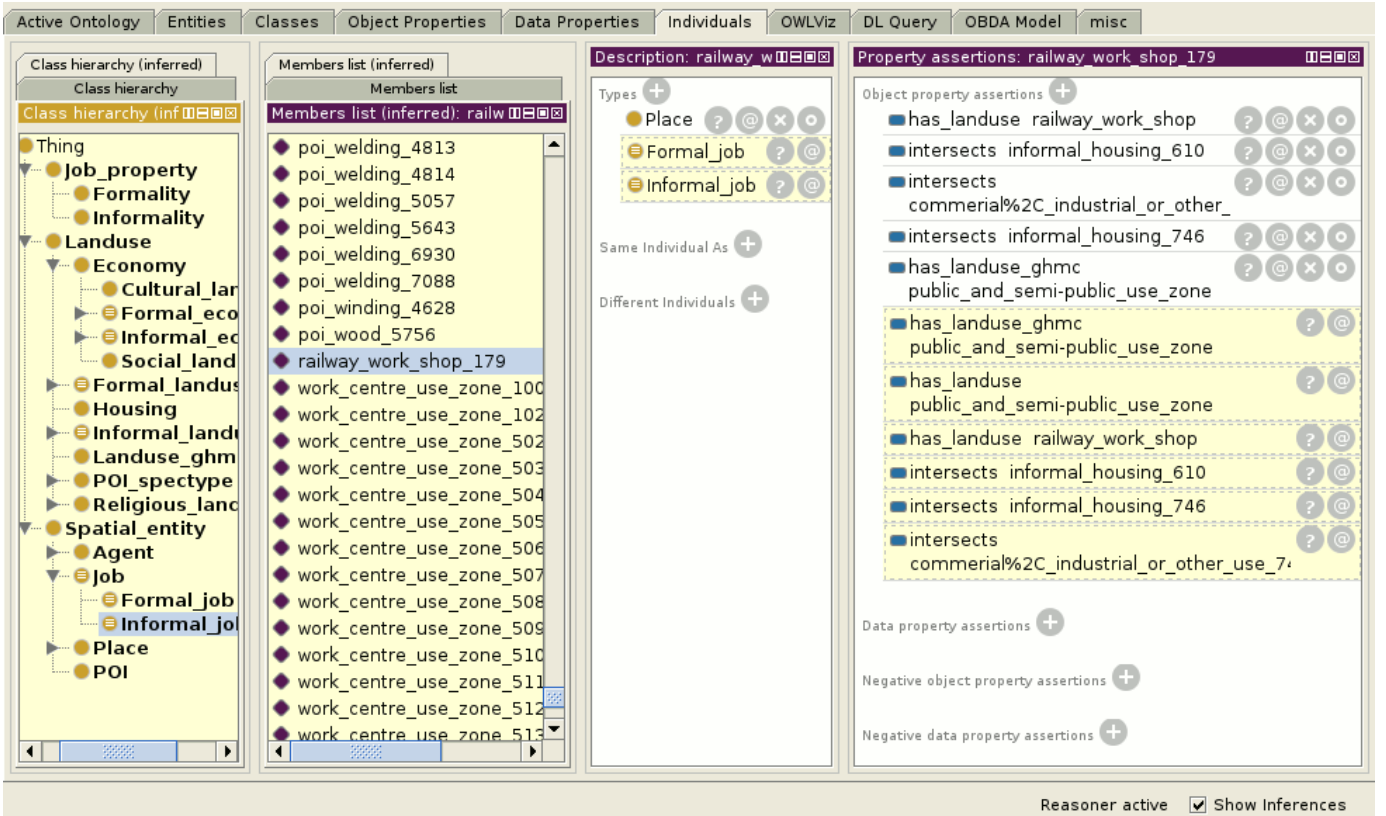 Active Ontology Entities Classes Object Properties Data Properties Individuals OWLViz DL Query OBDA Model misc
Class hierarchy (inferred)
Class hierarchy
Class hierarchy (inf
Thing
Job_property
Formality
Informality
Landuse
Economy
Cultural_lan
Formal_eco
Informal_ec
Social_land
Formal_landus
Housing
Informal_landu
Landuse_ghm
POI_spectype
Religious_lanc
Spatial_entity
Agent
Job
Formal_job
Informal_jol
Place
POI
Members list (inferred)
Members list
Members list (inferred): railw
poi_welding_4813
poi_welding_4814
poi_welding_5057
poi_welding_5643
poi_welding_6930
poi_welding_7088
poi_winding_4628
poi_wood_5756
railway_work_shop_179
work_centre_use_zone_100
work_centre_use_zone_102
work_centre_use_zone_502
work_centre_use_zone_503
work_centre_use_zone_504
work_centre_use_zone_505
work_centre_use_zone_506
work_centre_use_zone_507
work_centre_use_zone_508
work_centre_use_zone_509
work_centre_use_zone_510
work_centre_use_zone_511
work_centre_use_zone_512
work_centre_use_zone_513
Description: railway_w
Types
Place
Formal_job
Informal_job
Same Individual As
Different Individuals
Property assertions: railway_work_shop_179
Object property assertions
has_landuse railway_work_shop
intersects informal_housing_610
intersects
commerial%2C_industrial_or_other_
intersects informal_housing_746
has_landuse_ghmc
public_and_semi-public_use_zone
has_landuse_ghmc
public_and_semi-public_use_zone
has_landuse
public_and_semi-public_use_zone
has_landuse railway_work_shop
intersects informal_housing_610
intersects informal_housing_746
intersects
commerial%2C_industrial_or_other_use_74
Data property assertions
Negative object property assertions
Negative data property assertions
Reasoner active Show Inferences